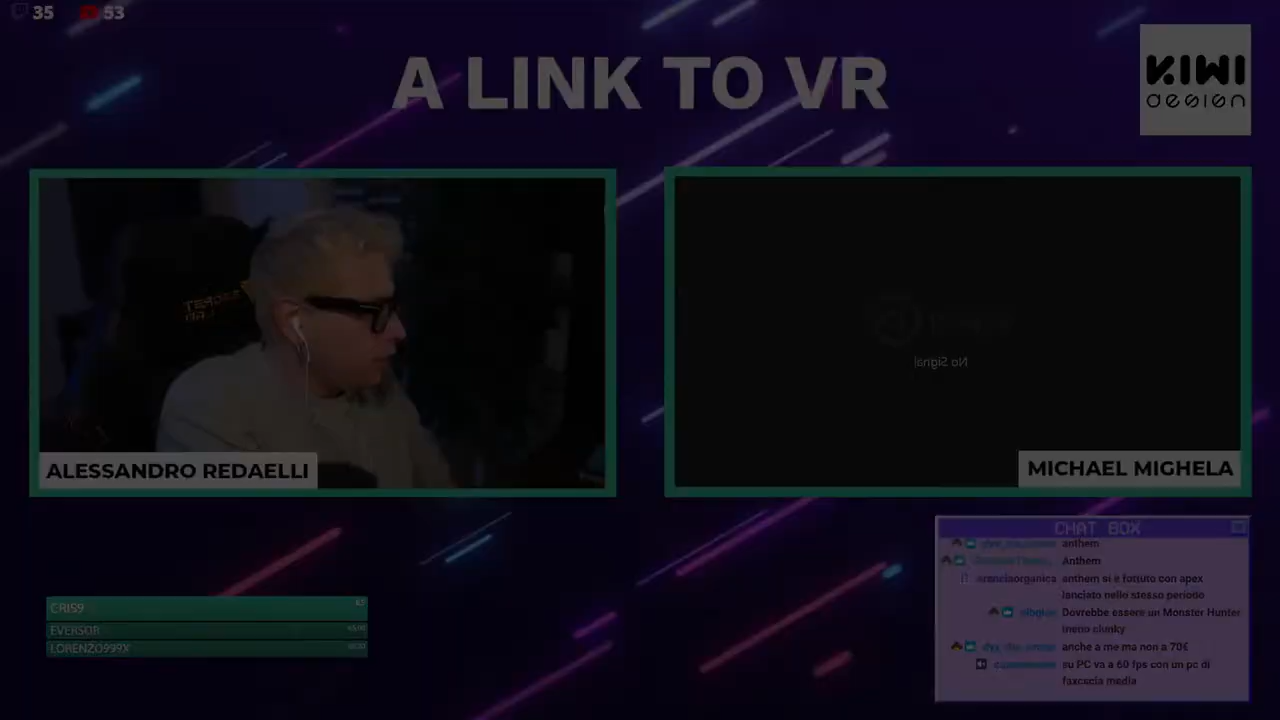 35 53
A LINK TO VR
KIWI
design
No Signal
ALESSANDRO REDAELLI
MICHAEL MIGHELA
CHAT BOX
anthem
Anthem
aranciaorganica anthem si è fottuto con apex
lanciato nello stesso periodo
Dovrebbe essere un Monster Hunter
meno clunky
anche a me ma non a 70€
su PC va a 60 fps con un pc di
faxcscia media
CRIS9
EVERSOR
LORENZO999X